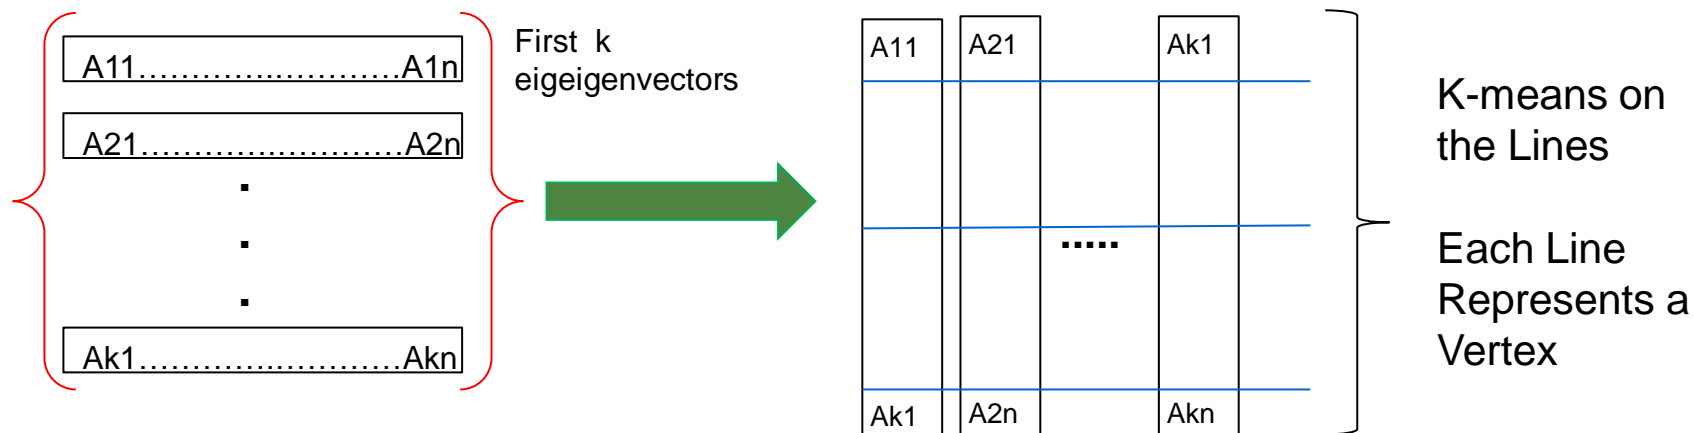 A11…………..…………A1n
A21…………..…………A2n
.
.
.
Ak1…………..…………Akn
First k
eigeigenvectors
A11 A21 Ak1
.....
Ak1 A2n Akn
K-means on
the Lines
Each Line
Represents a
Vertex